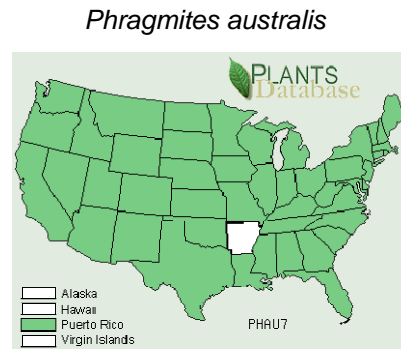 Phragmites australis
PLANTS
Database
Alaska
Hawaii
Puerto Rico
Virgin Islands
PHAU7